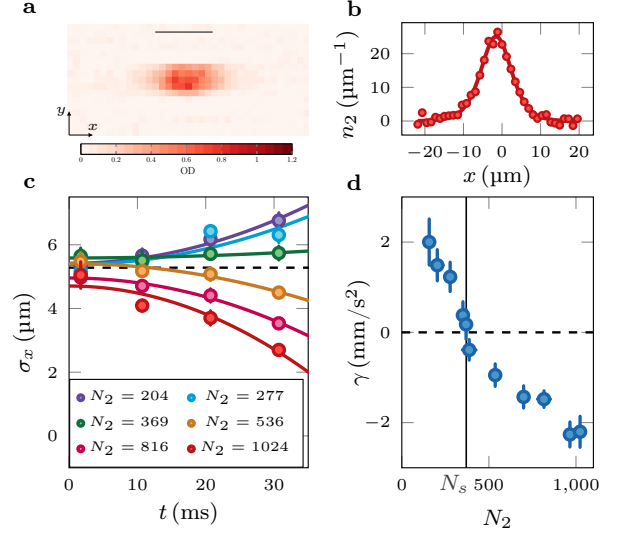 a
y
x
0
0.2
0.4
0.6
0.8
1.2
OD
b
n₂ (μm⁻¹)
20
10
0
−20
−10
0
10
20
x (μm)
c
σₓ (μm)
6
4
2
0
N₂ = 204
N₂ = 277
N₂ = 369
N₂ = 536
N₂ = 816
N₂ = 1024
0
10
20
30
t (ms)
d
γ (mm/s²)
2
0
−2
0
Nₛ
500
1,000
N₂